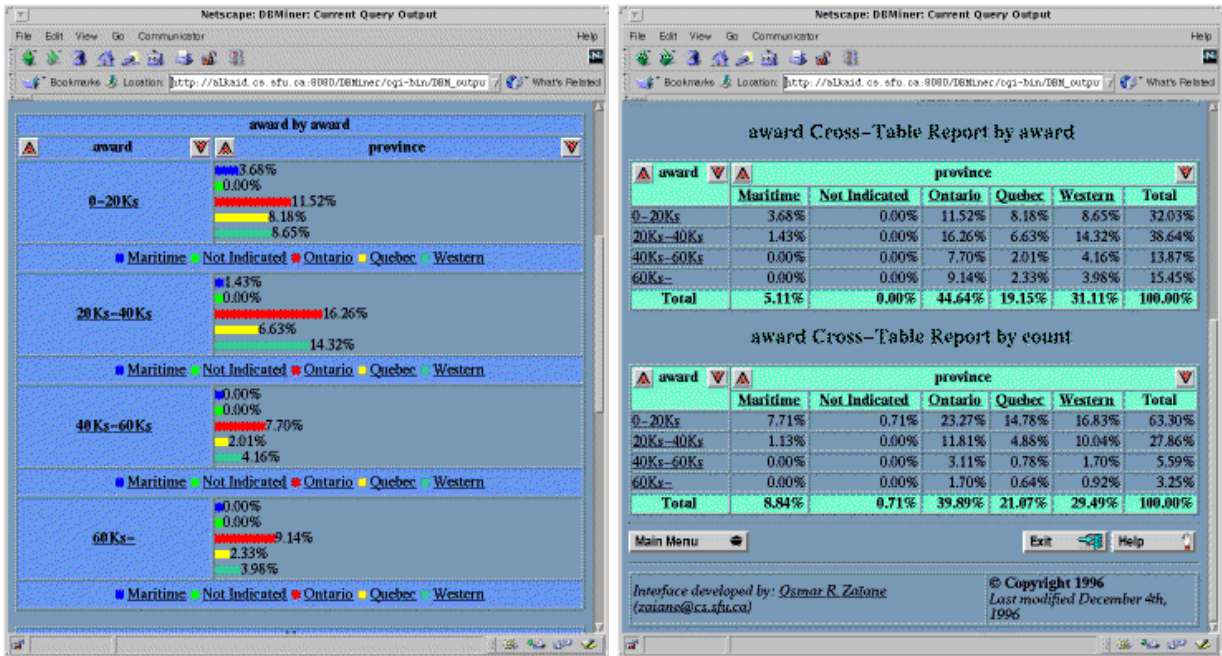 Netscape: DBMiner: Current Query Output
File Edit View Go Communicator Help
Bookmarks Location: http://alkaid.cs.sfu.ca:8080/DBMiner/cgi-bin/DBM_outpu What's Related
award by award
award province
0-20Ks
3.68%
0.00%
11.52%
8.18%
8.65%
Maritime Not Indicated Ontario Quebec Western
20Ks-40Ks
1.43%
0.00%
16.26%
6.63%
14.32%
Maritime Not Indicated Ontario Quebec Western
40Ks-60Ks
0.00%
0.00%
7.70%
2.01%
4.16%
Maritime Not Indicated Ontario Quebec Western
60Ks-
0.00%
0.00%
9.14%
2.33%
3.98%
Maritime Not Indicated Ontario Quebec Western
Netscape: DBMiner: Current Query Output
File Edit View Go Communicator Help
Bookmarks Location: http://alkaid.cs.sfu.ca:8080/DBMiner/cgi-bin/DBM_outpu What's Related
award Cross-Table Report by award
award province
Maritime Not Indicated Ontario Quebec Western Total
0-20Ks 3.68% 0.00% 11.52% 8.18% 8.65% 32.03%
20Ks-40Ks 1.43% 0.00% 16.26% 6.63% 14.32% 38.64%
40Ks-60Ks 0.00% 0.00% 7.70% 2.01% 4.16% 13.87%
60Ks- 0.00% 0.00% 9.14% 2.33% 3.98% 15.45%
Total 5.11% 0.00% 44.64% 19.15% 31.11% 100.00%
award Cross-Table Report by count
award province
Maritime Not Indicated Ontario Quebec Western Total
0-20Ks 7.71% 0.71% 23.27% 14.78% 16.83% 63.30%
20Ks-40Ks 1.13% 0.00% 11.81% 4.88% 10.04% 27.86%
40Ks-60Ks 0.00% 0.00% 3.11% 0.78% 1.70% 5.59%
60Ks- 0.00% 0.00% 1.70% 0.64% 0.92% 3.25%
Total 8.84% 0.71% 39.89% 21.07% 29.49% 100.00%
Main Menu Exit Help
Interface developed by: Osmar R. Zaïane
(zaiane@cs.sfu.ca)
© Copyright 1996
Last modified December 4th,
1996